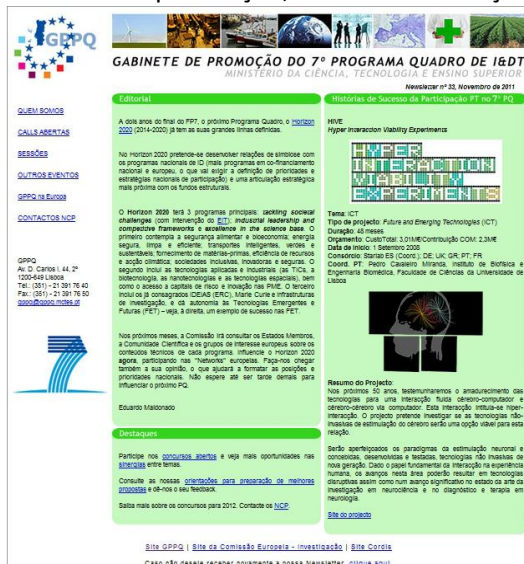 GPPQ
GABINETE DE PROMOÇÃO DO 7º PROGRAMA QUADRO DE I&DT
MINISTÉRIO DA CIÊNCIA, TECNOLOGIA E ENSINO SUPERIOR
Newsletter nº 33, Novembro de 2011
QUEM SOMOS
CALLS ABERTAS
SESSÕES
OUTROS EVENTOS
GPPQ na Europa
CONTACTOS NCP
GPPQ
Av. D. Carlos I, 44, 2º
1200-649 Lisboa
Tel.: (351) - 21 391 76 40
Fax.: (351) - 21 391 76 50
gppq@gppq.mctes.pt
Editorial
A dois anos do final do FP7, o próximo Programa Quadro, o Horizon
2020 (2014-2020) já tem as suas grandes linhas definidas.
No Horizon 2020 pretende-se desenvolver relações de simbiose com
os programas nacionais de ID (mais programas em co-financiamento
nacional e europeu, o que vai exigir a definição de prioridades e
estratégias nacionais de participação) e uma articulação estratégica
mais próxima com os fundos estruturais.
O Horizonte 2020 terá 3 programas principais: tackling societal
challenges (com intervenção do EIT); industrial leadership and
competitive frameworks e excellence in the science base. O
primeiro contempla a segurança alimentar e bioeconomia; energia
segura, limpa e eficiente; transportes inteligentes, verdes e
sustentáveis; fornecimento de matérias-primas, eficiência de recursos
e acção climática; sociedades inclusivas, inovadoras e seguras. O
segundo inclui as tecnologias aplicadas e industriais (as TICs, a
biotecnologia, as nanotecnologias e as tecnologias espaciais), bem
como o acesso a capitais de risco e inovação nas PME. O terceiro
inclui os já consagrados IDEIAS (ERC), Marie Curie e infraestruturas
de investigação, e dá autonomia às Tecnologias Emergentes e
Futuras (FET) – veja, à direita, um exemplo de sucesso nas FET.
Nos próximos meses, a Comissão irá consultar os Estados Membros,
a Comunidade Científica e os grupos de interesse europeus sobre os
conteúdos técnicos de cada programa. Influencie o Horizon 2020
agora, participando nas "Networks" europeias. Faça-nos chegar
também a sua opinião, o que ajudará a formatar as posições e
prioridades nacionais. Não espere até ser tarde demais para
influenciar o próximo PQ.
Eduardo Maldonado
Destaques
Participe nos concursos abertos e veja mais oportunidades nas
sinergias entre temas.
Consulte as nossas orientações para preparação de melhores
propostas e dê-nos o seu feedback.
Saiba mais sobre os concursos para 2012. Contacte os NCP.
Histórias de Sucesso da Participação PT no 7º PQ
HIVE
Hyper Interaction Viability Experiments
HYPER
INTERACTION
VIABILITY
EXPERIMENTS
Tema: ICT
Tipo de projecto: Future and Emerging Technologies (ICT)
Duração: 48 meses
Orçamento: CustoTotal: 3,01M€/Contribuição COM: 2,3M€
Data de Início: 1 Setembro 2008
Consórcio: Starlab ES (Coord.); DE; UK; GR; PT; FR
Coord. PT: Pedro Cavaleiro Miranda, Instituto de Biofísica e
Engenharia Biomédica, Faculdade de Ciências da Universidade de
Lisboa
Resumo do Projecto:
Nos próximos 50 anos, testemunharemos o amadurecimento das
tecnologias para uma interacção fluida cérebro-computador e
cérebro-cérebro via computador. Esta interacção intitula-se hiper-
interacção. O projecto pretende investigar se as tecnologias não-
invasivas de estimulação do cérebro serão uma opção viável para esta
relação.
Serão aperfeiçoados os paradigmas da estimulação neuronal e
concebidas, desenvolvidas e testadas, tecnologias não invasivas de
nova geração. Dado o papel fundamental da interacção na experiência
humana, os avanços nesta área poderão resultar em tecnologias
disruptivas assim como num avanço significativo no estado da arte da
investigação em neurociência e no diagnóstico e terapia em
neurologia.
Site do projecto
Site GPPQ | Site da Comissão Europeia - Investigação | Site Cordis
Caso não deseje receber novamente a nossa Newsletter, clique aqui